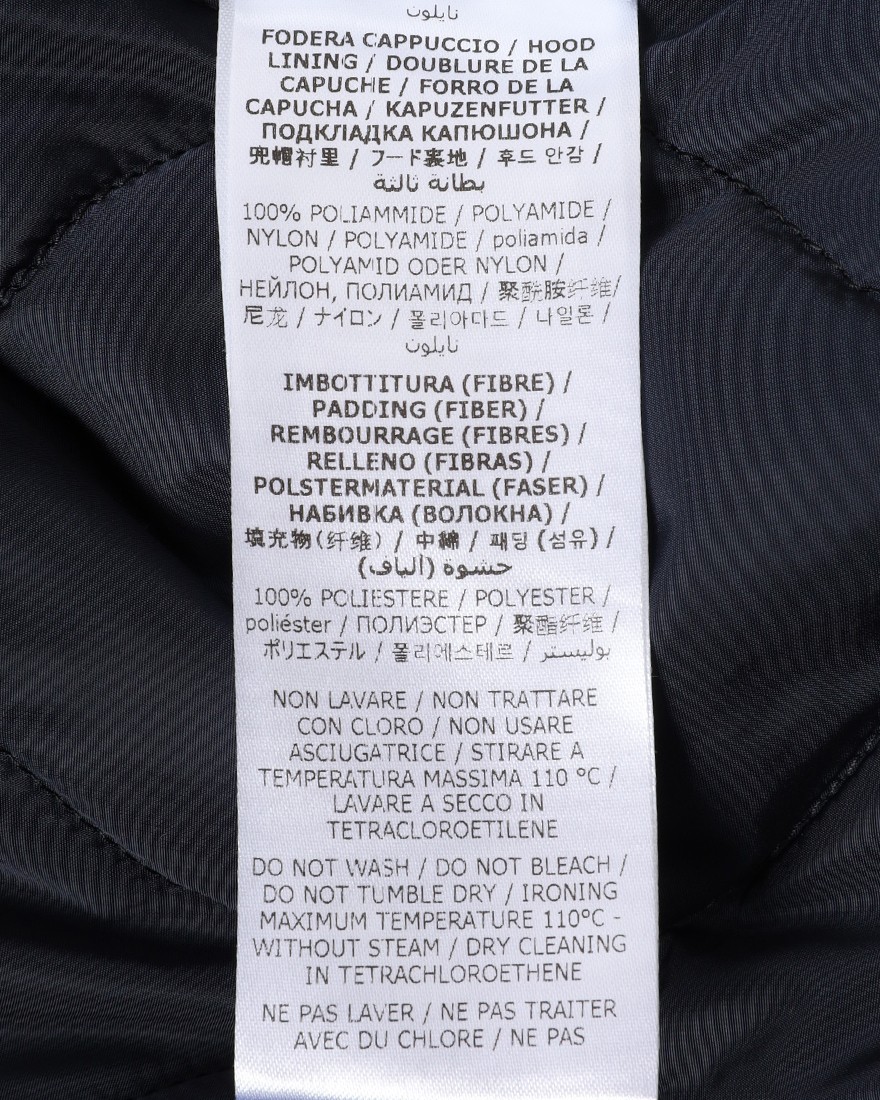 نايلون
FODERA CAPPUCCIO / HOOD
LINING / DOUBLURE DE LA
CAPUCHE / FORRO DE LA
CAPUCHA / KAPUZENFUTTER /
ПОДКЛАДКА КАПЮШОНА /
兜帽衬里 / フード裏地 / 후드 안감 /
بطانة ثالثة
100% POLIAMMIDE / POLYAMIDE /
NYLON / POLYAMIDE / poliamida /
POLYAMID ODER NYLON /
НЕЙЛОН, ПОЛИАМИД / 聚酰胺纤维/
尼龙 / ナイロン / 폴리아마드 / 나일론 /
نايلون
IMBOTTITURA (FIBRE) /
PADDING (FIBER) /
REMBOURRAGE (FIBRES) /
RELLENO (FIBRAS) /
POLSTERMATERIAL (FASER) /
НАБИВКА (ВОЛОКНА) /
填充物(纤维) / 中綿 / 패딩 (섬유) /
حشوة (ألياف)
100% POLIESTERE / POLYESTER /
poliéster / ПОЛИЭСТЕР / 聚酯纤维 /
ポリエステル / 폴리에스테르 / بوليستر
NON LAVARE / NON TRATTARE
CON CLORO / NON USARE
ASCIUGATRICE / STIRARE A
TEMPERATURA MASSIMA 110 °C /
LAVARE A SECCO IN
TETRACLOROETILENE
DO NOT WASH / DO NOT BLEACH /
DO NOT TUMBLE DRY / IRONING
MAXIMUM TEMPERATURE 110°C -
WITHOUT STEAM / DRY CLEANING
IN TETRACHLOROETHENE
NE PAS LAVER / NE PAS TRAITER
AVEC DU CHLORE / NE PAS